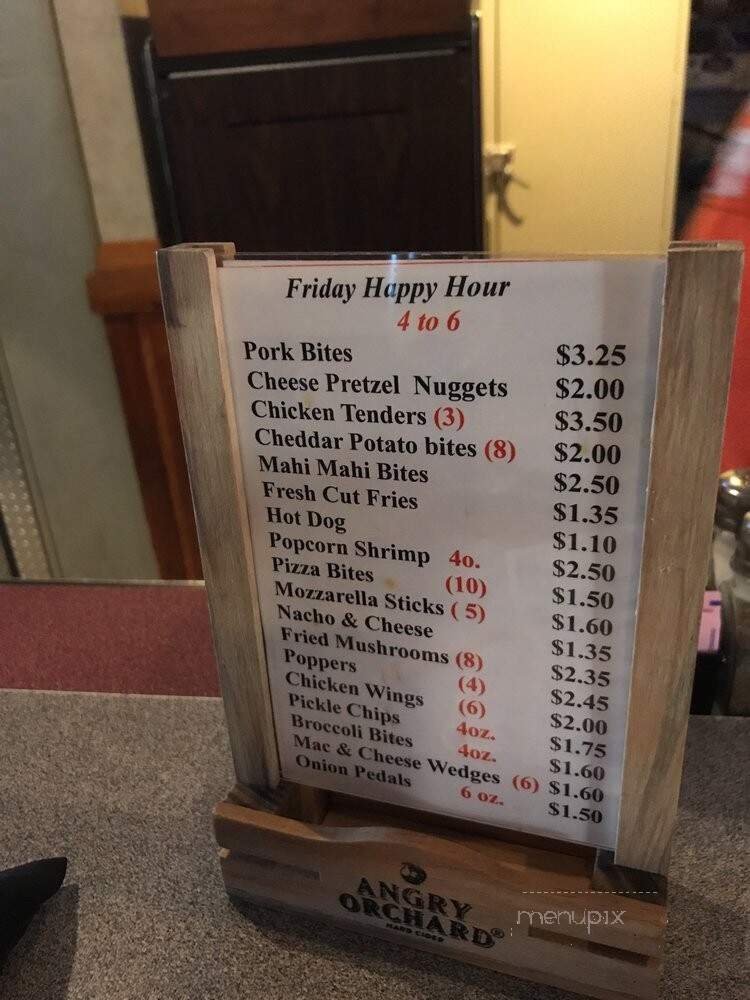 Friday Happy Hour
4 to 6
Pork Bites $3.25
Cheese Pretzel Nuggets $2.00
Chicken Tenders (3) $3.50
Cheddar Potato bites (8) $2.00
Mahi Mahi Bites $2.50
Fresh Cut Fries $1.35
Hot Dog $1.10
Popcorn Shrimp 4o. $2.50
Pizza Bites (10) $1.50
Mozzarella Sticks ( 5) $1.60
Nacho & Cheese $1.35
Fried Mushrooms (8) $2.35
Poppers (4) $2.45
Chicken Wings (6) $2.00
Pickle Chips 4oz. $1.75
Broccoli Bites 4oz. $1.60
Mac & Cheese Wedges (6) $1.60
Onion Pedals 6 oz. $1.50
ANGRY
ORCHARD®
HARD CIDER
menupix